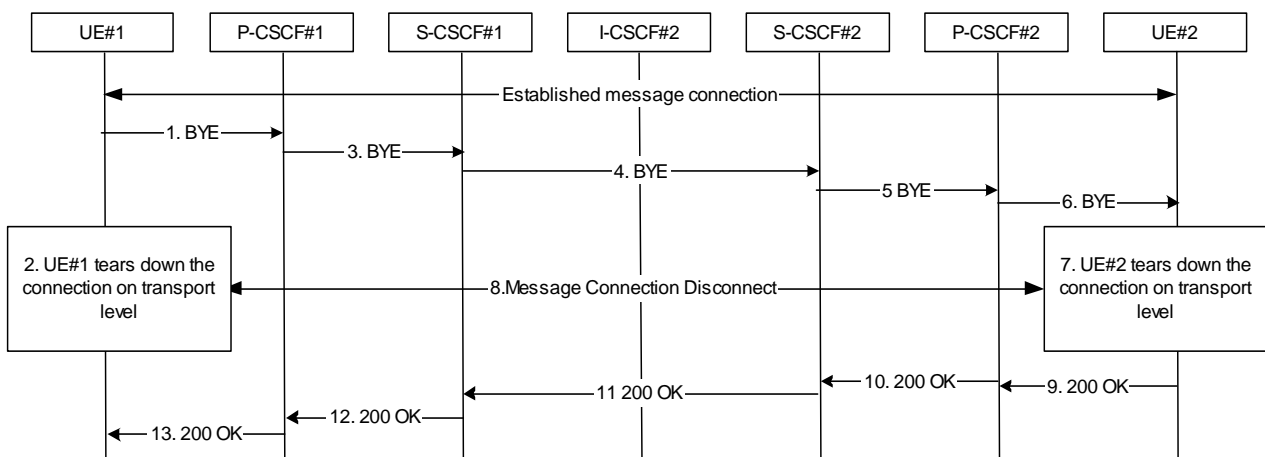 UE#1
P-CSCF#1
S-CSCF#1
I-CSCF#2
S-CSCF#2
P-CSCF#2
UE#2
Established message connection
1. BYE
3. BYE
4. BYE
5 BYE
6. BYE
2. UE#1 tears down the
connection on transport
level
8.Message Connection Disconnect
7. UE#2 tears down the
connection on transport
level
9. 200 OK
10. 200 OK
11 200 OK
12. 200 OK
13. 200 OK